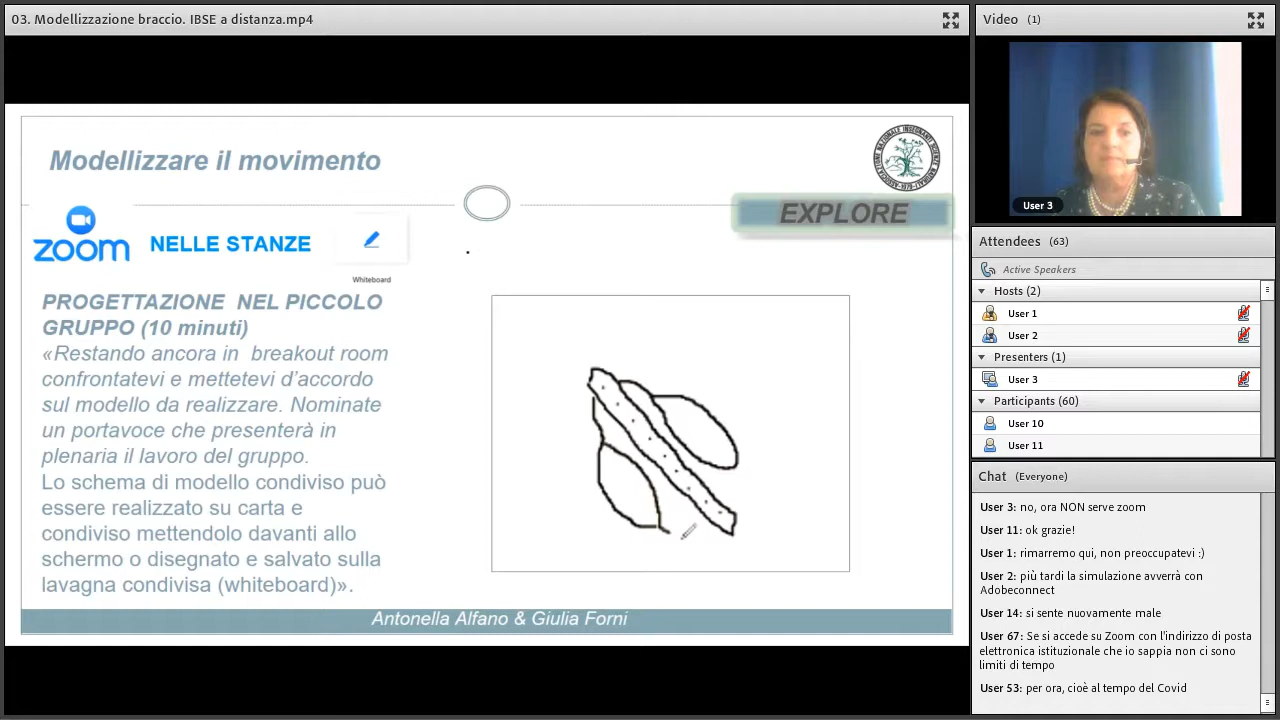 03. Modellizzazione braccio. IBSE a distanza.mp4
Modellizzare il movimento
EXPLORE
zoom
NELLE STANZE
Whiteboard
PROGETTAZIONE NEL PICCOLO
GRUPPO (10 minuti)
«Restando ancora in breakout room
confrontatevi e mettetevi d'accordo
sul modello da realizzare. Nominate
un portavoce che presenterà in
plenaria il lavoro del gruppo.
Lo schema di modello condiviso può
essere realizzato su carta e
condiviso mettendolo davanti allo
schermo o disegnato e salvato sulla
lavagna condivisa (whiteboard)».
Antonella Alfano & Giulia Forni
Video (1)
User 3
Attendees (63)
Active Speakers
Hosts (2)
User 1
User 2
Presenters (1)
User 3
Participants (60)
User 10
User 11
Chat (Everyone)
User 3: no, ora NON serve zoom
User 11: ok grazie!
User 1: rimarremo qui, non preoccupatevi :)
User 2: più tardi la simulazione avverrà con
Adobeconnect
User 14: si sente nuovamente male
User 67: Se si accede su Zoom con l'indirizzo di posta
elettronica istituzionale che io sappia non ci sono
limiti di tempo
User 53: per ora, cioè al tempo del Covid